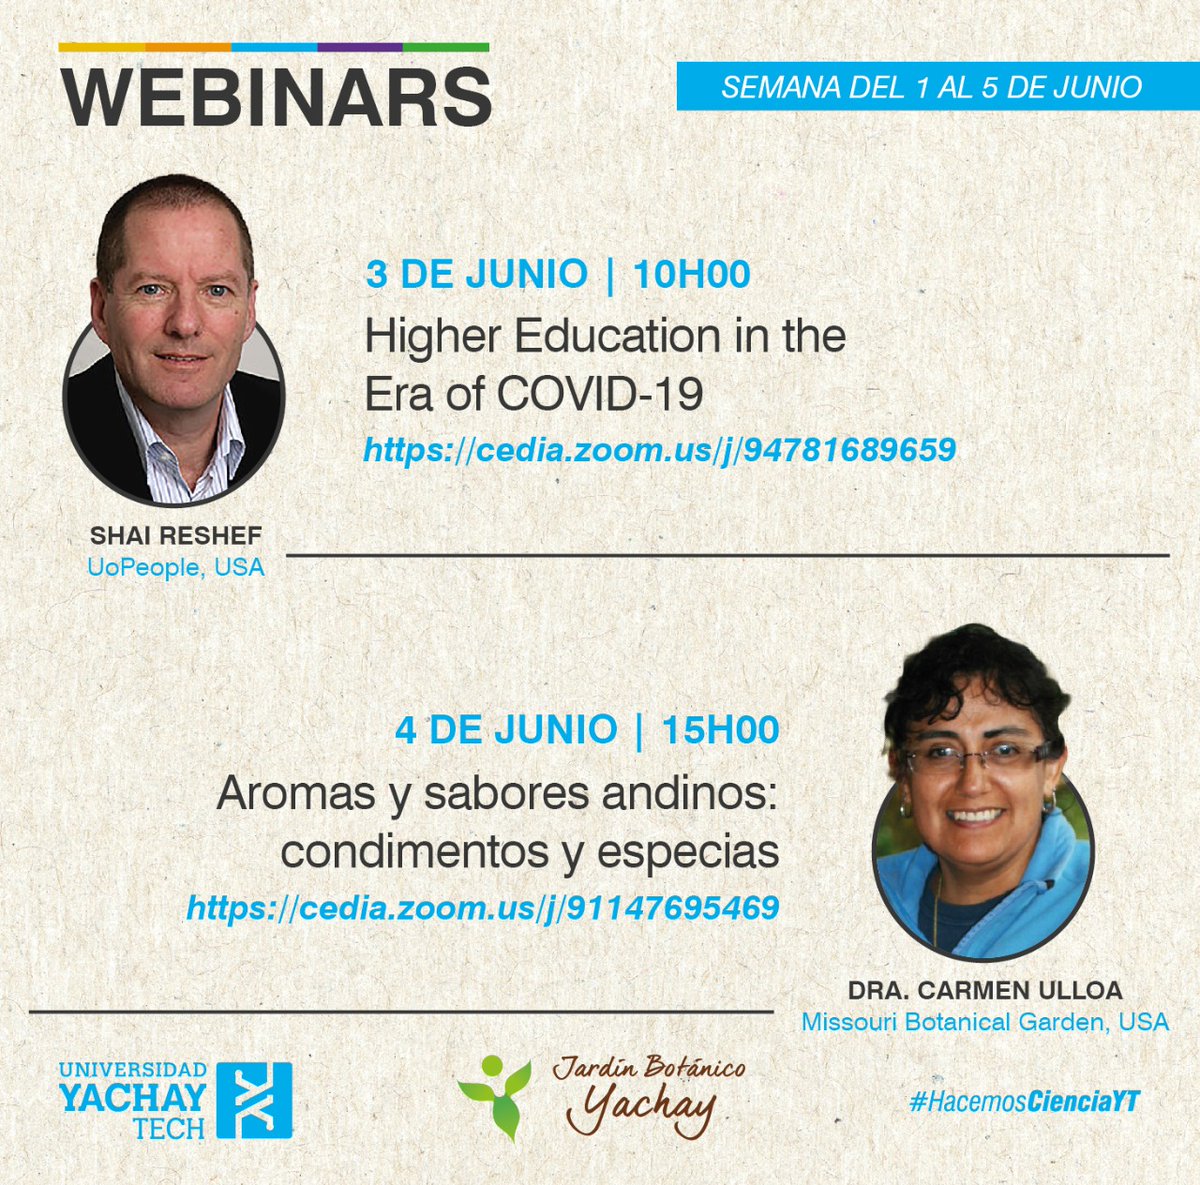 WEBINARS
SEMANA DEL 1 AL 5 DE JUNIO
3 DE JUNIO | 10H00
Higher Education in the
Era of COVID-19
https://cedia.zoom.us/j/94781689659
SHAI RESHEF
UoPeople, USA
4 DE JUNIO | 15H00
Aromas y sabores andinos:
condimentos y especias
https://cedia.zoom.us/j/91147695469
DRA. CARMEN ULLOA
Missouri Botanical Garden, USA
UNIVERSIDAD
YACHAY
TECH
Jardín Botánico
Yachay
#HacemosCienciaYT